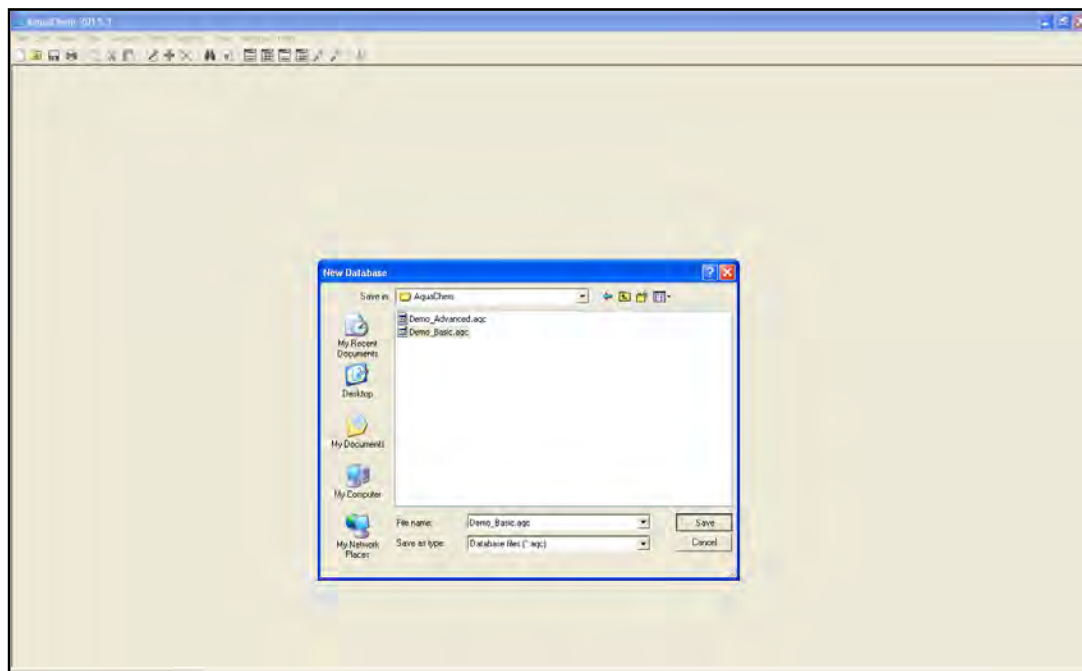 New Database
Save in:
AquaChem
Demo_Advanced.aqc
Demo_Basic.aqc
My Recent
Documents
Desktop
My Documents
My Computer
My Network
Places
File name:
Demo_Basic.aqc
Save
Save as type:
Database files (*.aqc)
Cancel